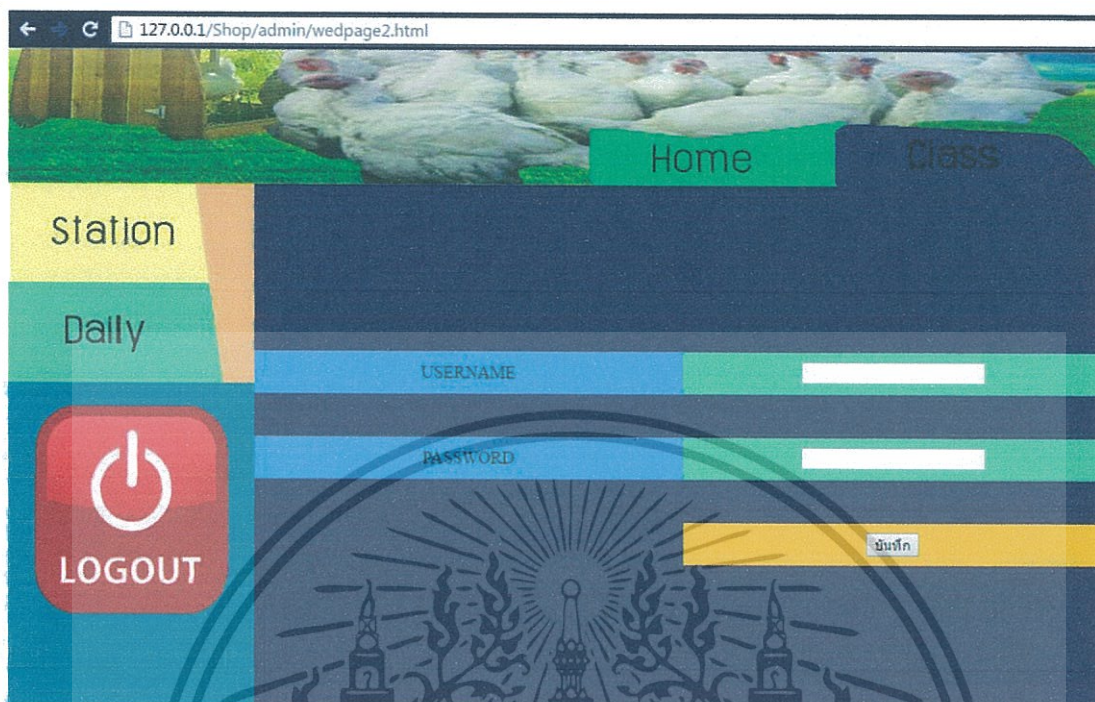 127.0.0.1/Shop/admin/wedpage2.html
Home
Class
Station
Daily
USERNAME
PASSWORD
บันทึก
LOGOUT